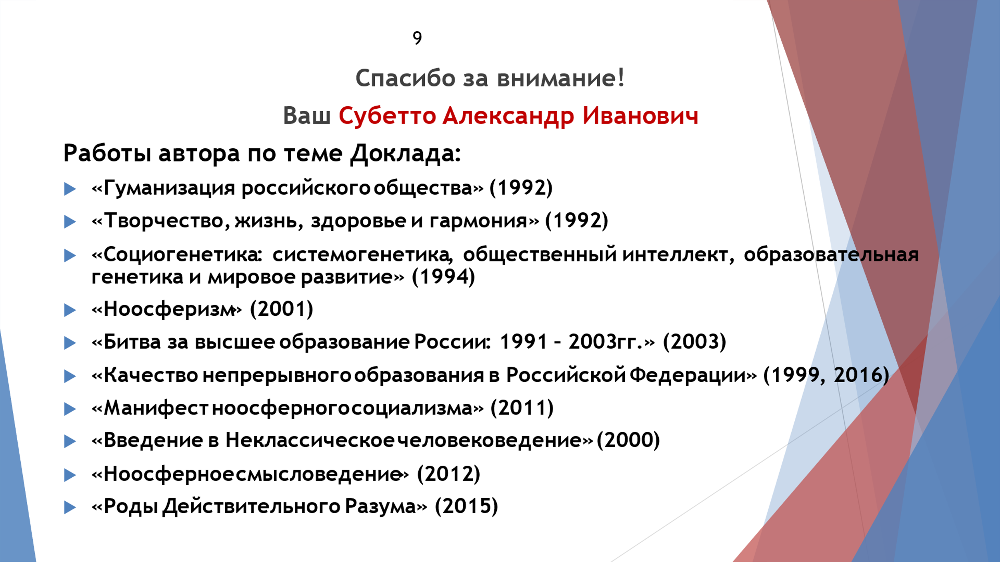 9
Спасибо за внимание!
Ваш Субетто Александр Иванович
Работы автора по теме Доклада:
«Гуманизация российского общества» (1992)
«Творчество, жизнь, здоровье и гармония» (1992)
«Социогенетика: системогенетика, общественный интеллект, образовательная
генетика и мировое развитие» (1994)
«Ноосферизм» (2001)
«Битва за высшее образование России: 1991 – 2003гг.» (2003)
«Качество непрерывного образования в Российской Федерации» (1999, 2016)
«Манифест ноосферного социализма» (2011)
«Введение в Неклассическое человековедение» (2000)
«Ноосферное смысловедение» (2012)
«Роды Действительного Разума» (2015)